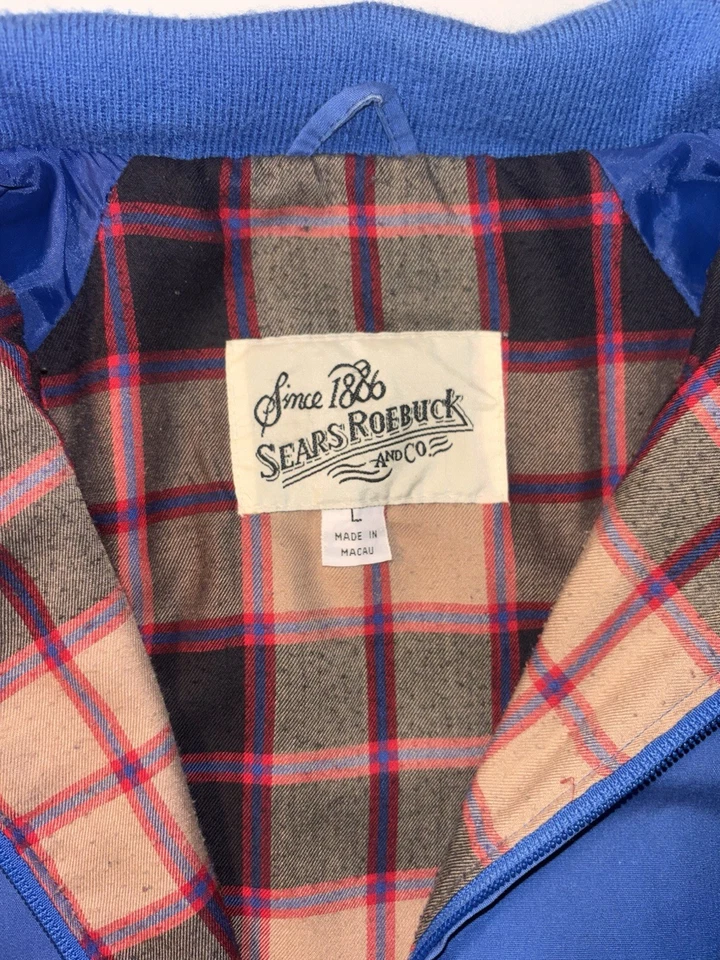 Since 1886
SEARS ROEBUCK
AND CO.
L
MADE IN
MACAU